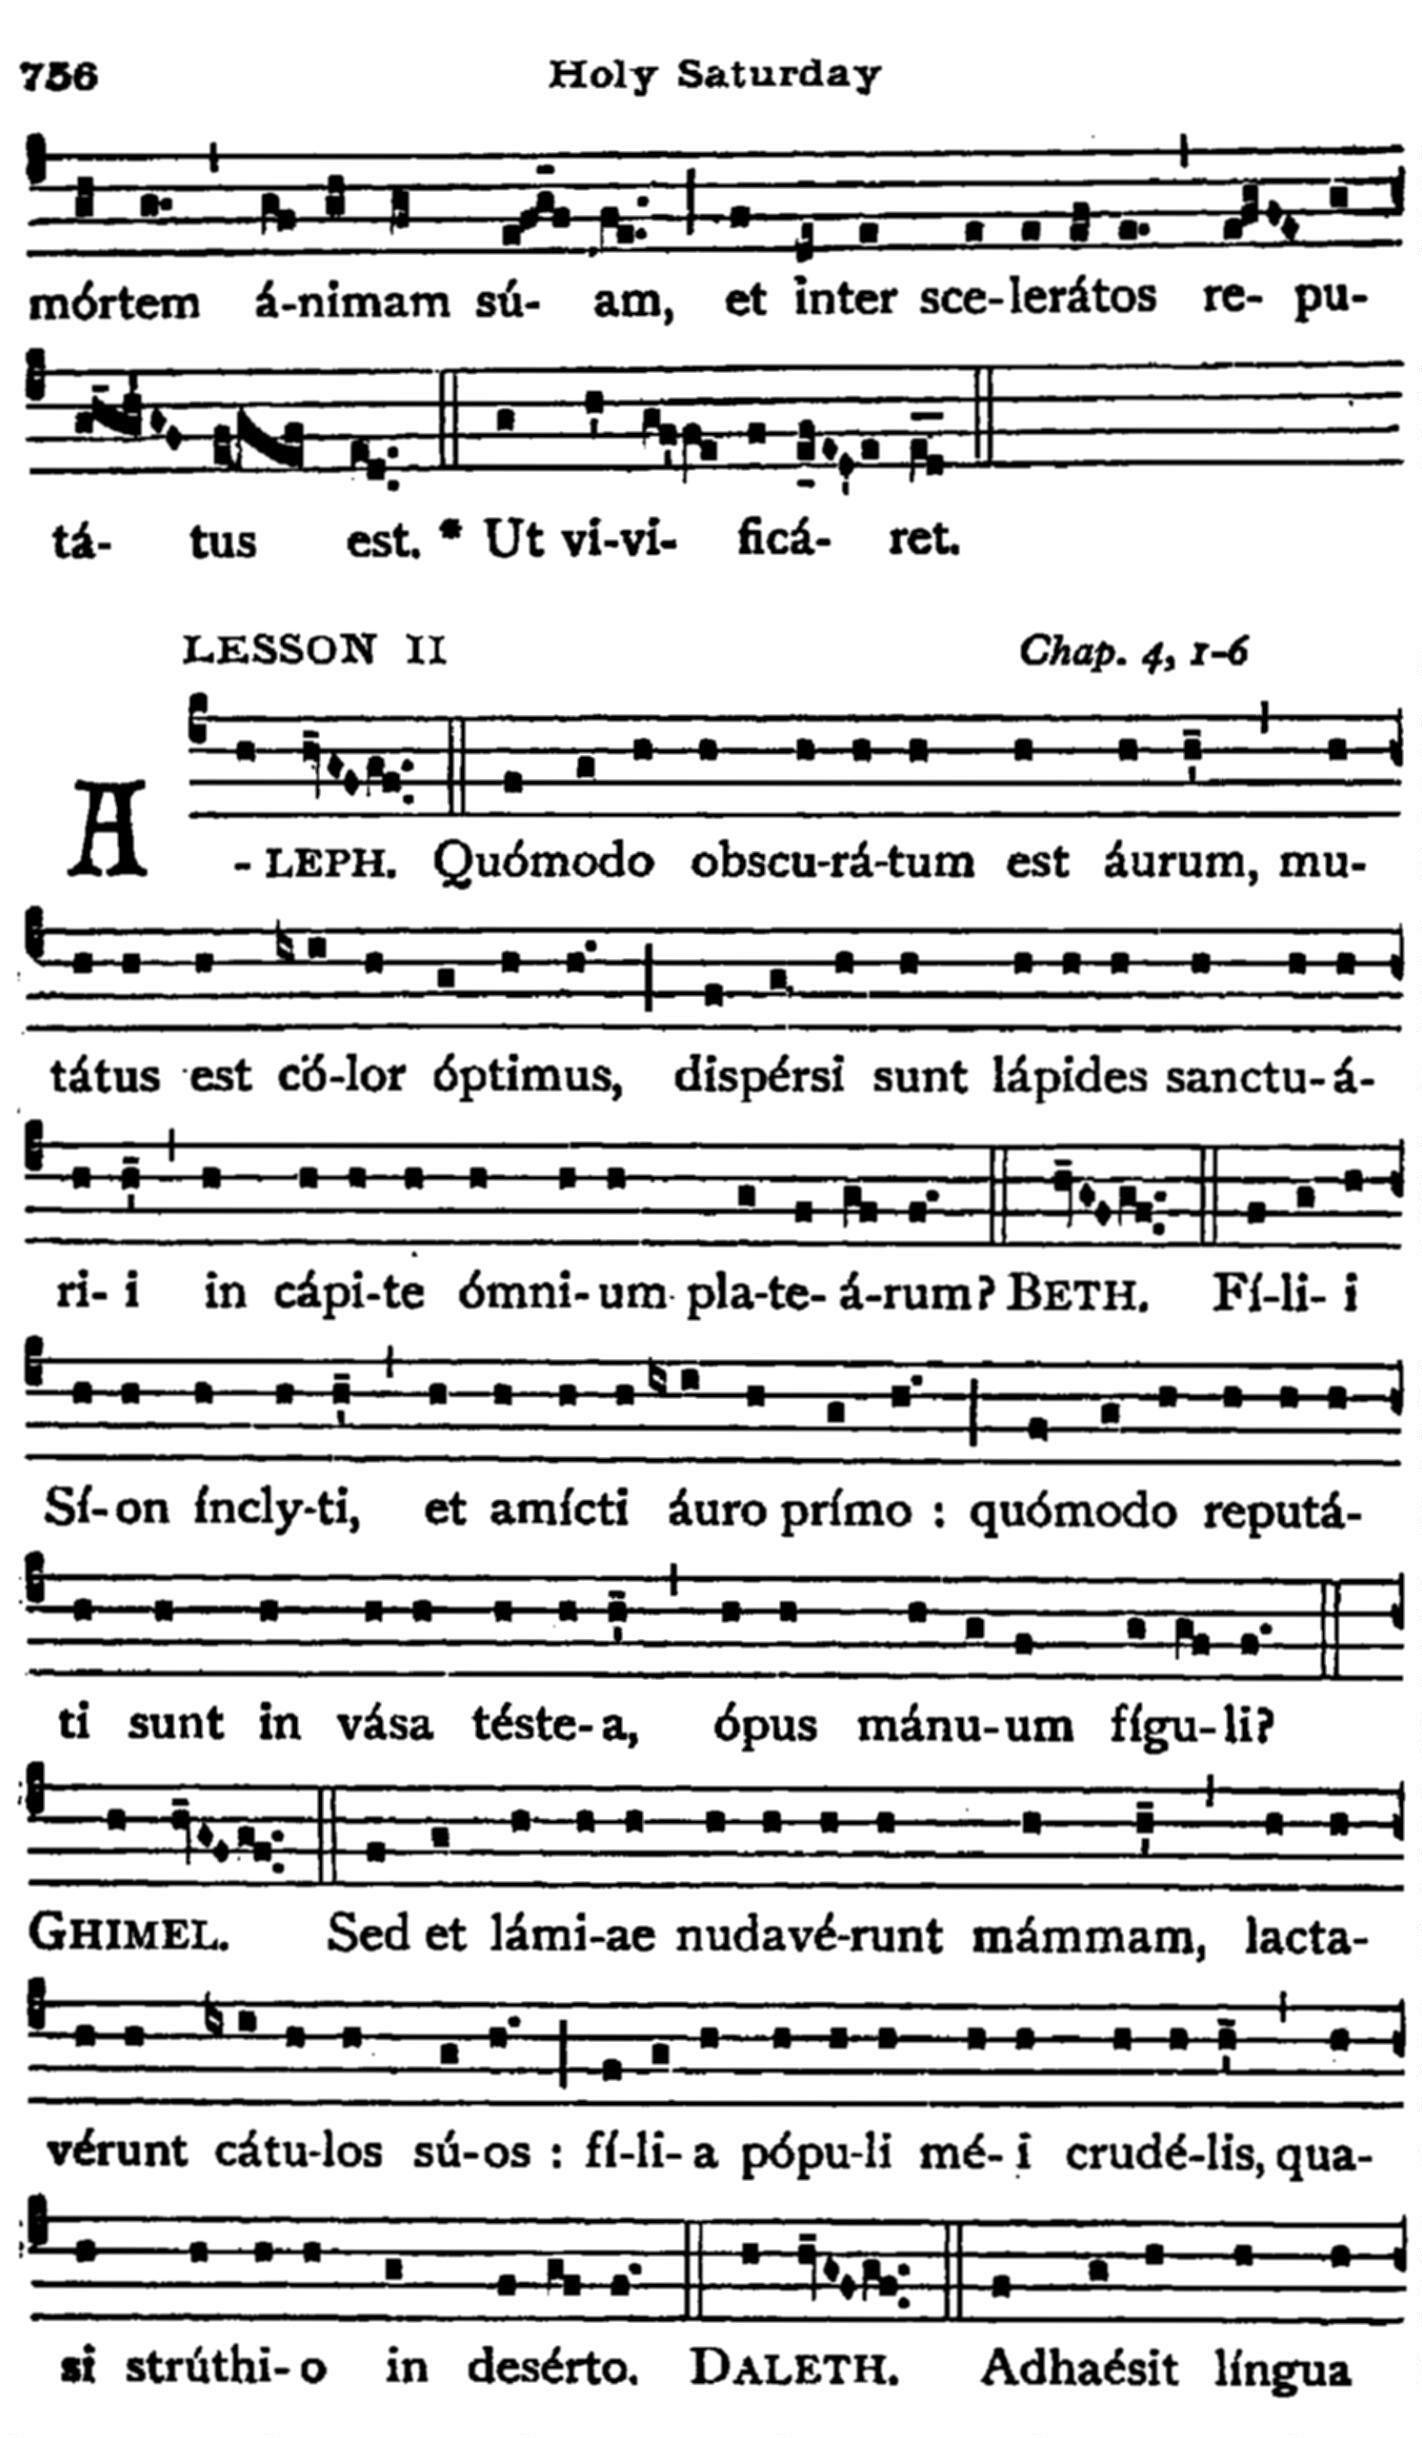 756 Holy Saturday
mórtem á-nimam sú- am, et inter sce-lerátos re- pu-
tá- tus est. * Ut vi-vi- ficá- ret.
LESSON II Chap. 4, 1-6
A - LEPH. Quómodo obscu-rá-tum est áurum, mu-
tátus est có-lor óptimus, dispérsi sunt lápides sanctu-á-
ri- i in cápi-te ómni-um pla-te- á-rum? BETH. Fí-li- i
Sí-on íncly-ti, et amícti áuro prímo : quómodo reputá-
ti sunt in vása téste-a, ópus mánu-um fígu-li?
GHIMEL. Sed et lámi-ae nudavé-runt mámmam, lacta-
vérunt cátu-los sú-os : fí-li- a pópu-li mé- i crudé-lis, qua-
si strúthi- o in desérto. DALETH. Adhaésit língua